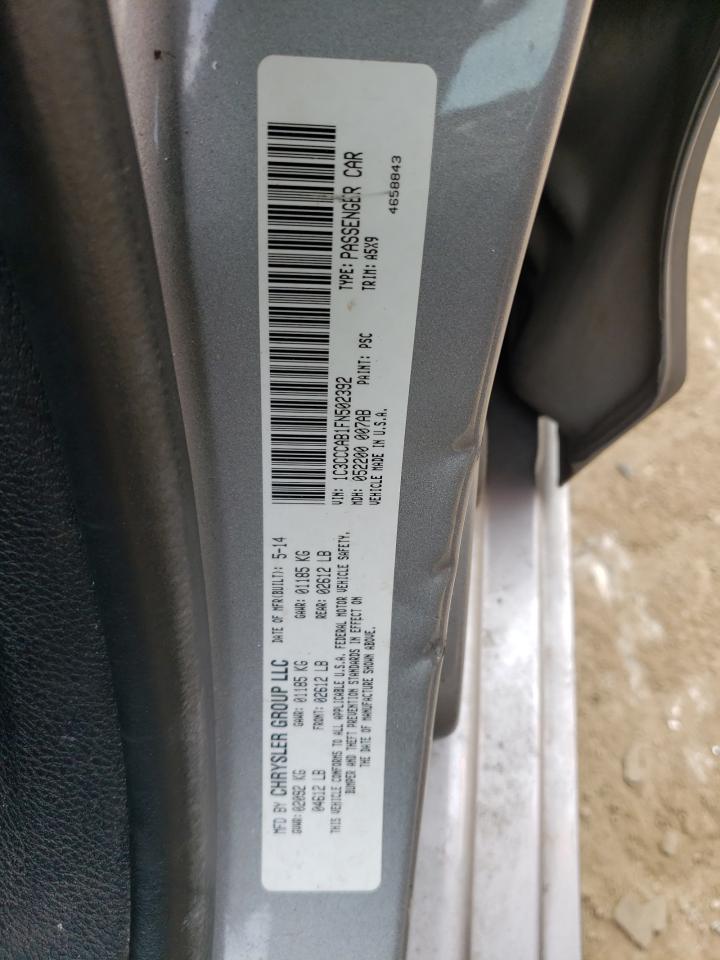 MFD BY CHRYSLER GROUP LLC DATE OF MFR(BUILT): 5-14
GVWR: 02092 KG GAWR: 01185 KG GAWR: 01185 KG
04612 LB FRONT: 02612 LB REAR: 02612 LB
THIS VEHICLE CONFORMS TO ALL APPLICABLE U.S.A. FEDERAL MOTOR VEHICLE SAFETY,
BUMPER AND THEFT PREVENTION STANDARDS IN EFFECT ON
THE DATE OF MANUFACTURE SHOWN ABOVE.
VIN: 1C3CCCAB1FN502392 TYPE: PASSENGER CAR
MDH: 052200 007AB PAINT: PSC TRIM: A5X9
VEHICLE MADE IN U.S.A.
4658843